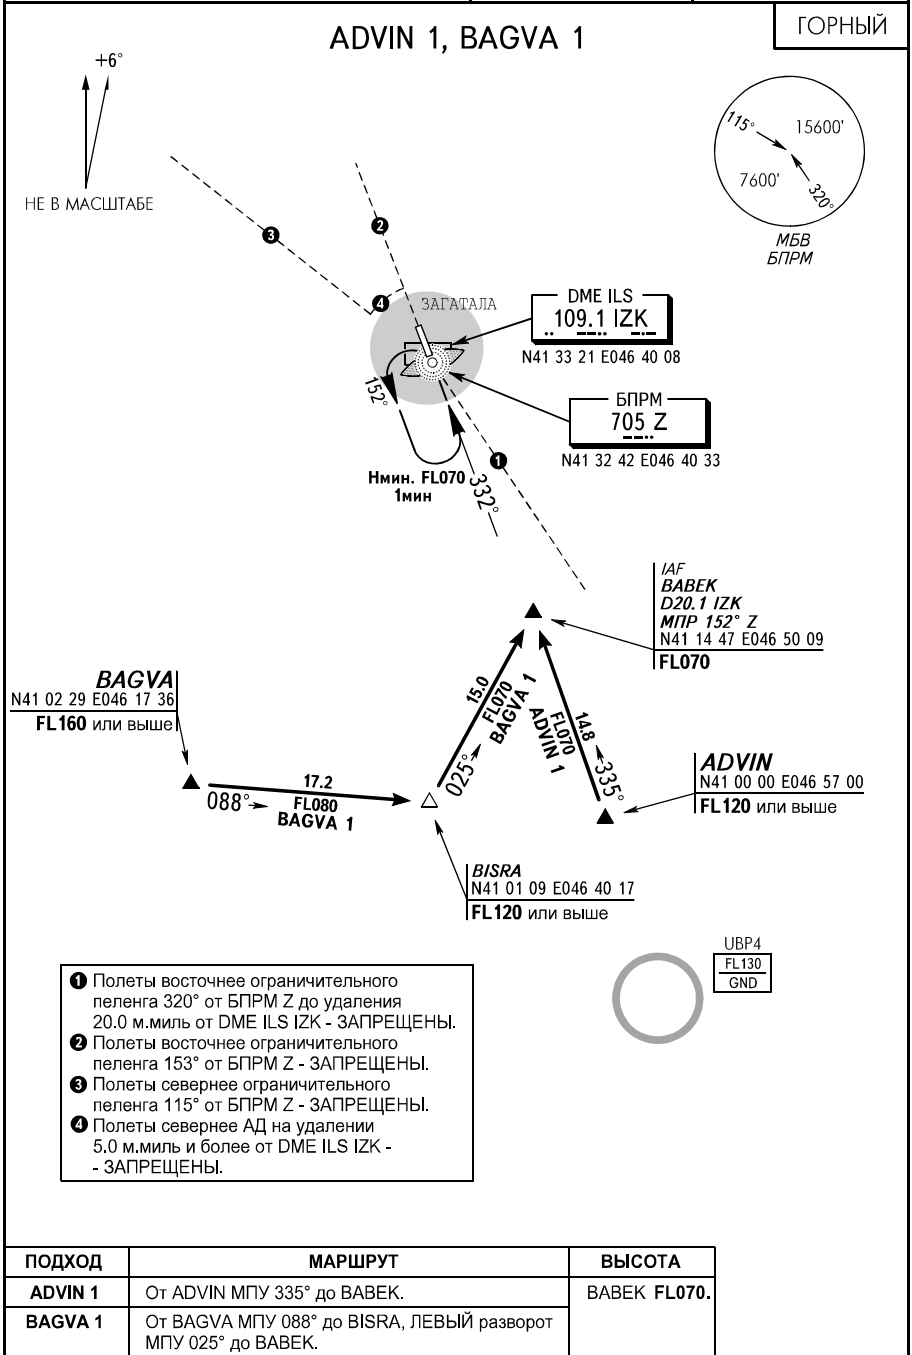 ГОРНЫЙ
ADVIN 1, BAGVA 1
+6°
НЕ В МАСШТАБЕ
115°
15600'
7600'
320°
МБВ
БПРМ
2
3
4
ЗАГАТАЛА
DME ILS
109.1 IZK
N41 33 21 E046 40 08
БПРМ
705 Z
N41 32 42 E046 40 33
152°
1
Hмин. FL070
1мин
332°
IAF
BABEK
D20.1 IZK
МПР 152° Z
N41 14 47 E046 50 09
FL070
BAGVA
N41 02 29 E046 17 36
FL160 или выше
15.0
FL070
BAGVA 1
025°
14.8
FL070
ADVIN 1
335°
ADVIN
N41 00 00 E046 57 00
FL120 или выше
17.2
088°
FL080
BAGVA 1
BISRA
N41 01 09 E046 40 17
FL120 или выше
UBP4
FL130
GND
1 Полеты восточнее ограничительного
пеленга 320° от БПРМ Z до удаления
20.0 м.миль от DME ILS IZK - ЗАПРЕЩЕНЫ.
2 Полеты восточнее ограничительного
пеленга 153° от БПРМ Z - ЗАПРЕЩЕНЫ.
3 Полеты севернее ограничительного
пеленга 115° от БПРМ Z - ЗАПРЕЩЕНЫ.
4 Полеты севернее АД на удалении
5.0 м.миль и более от DME ILS IZK -
- ЗАПРЕЩЕНЫ.
ПОДХОД МАРШРУТ ВЫСОТА
ADVIN 1 От ADVIN МПУ 335° до BABEK. BABEK FL070.
BAGVA 1 От BAGVA МПУ 088° до BISRA, ЛЕВЫЙ разворот
МПУ 025° до BABEK.